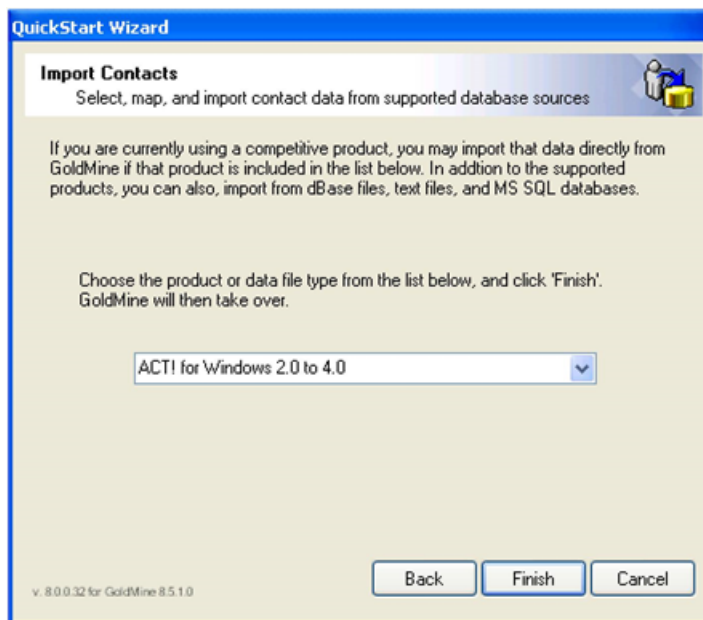 QuickStart Wizard
Import Contacts
Select, map, and import contact data from supported database sources
If you are currently using a competitive product, you may import that data directly from
GoldMine if that product is included in the list below. In addtion to the supported
products, you can also, import from dBase files, text files, and MS SQL databases.
Choose the product or data file type from the list below, and click 'Finish'.
GoldMine will then take over.
ACT! for Windows 2.0 to 4.0
Back
Finish
Cancel
v. 8.0.0.32 for GoldMine 8.5.1.0